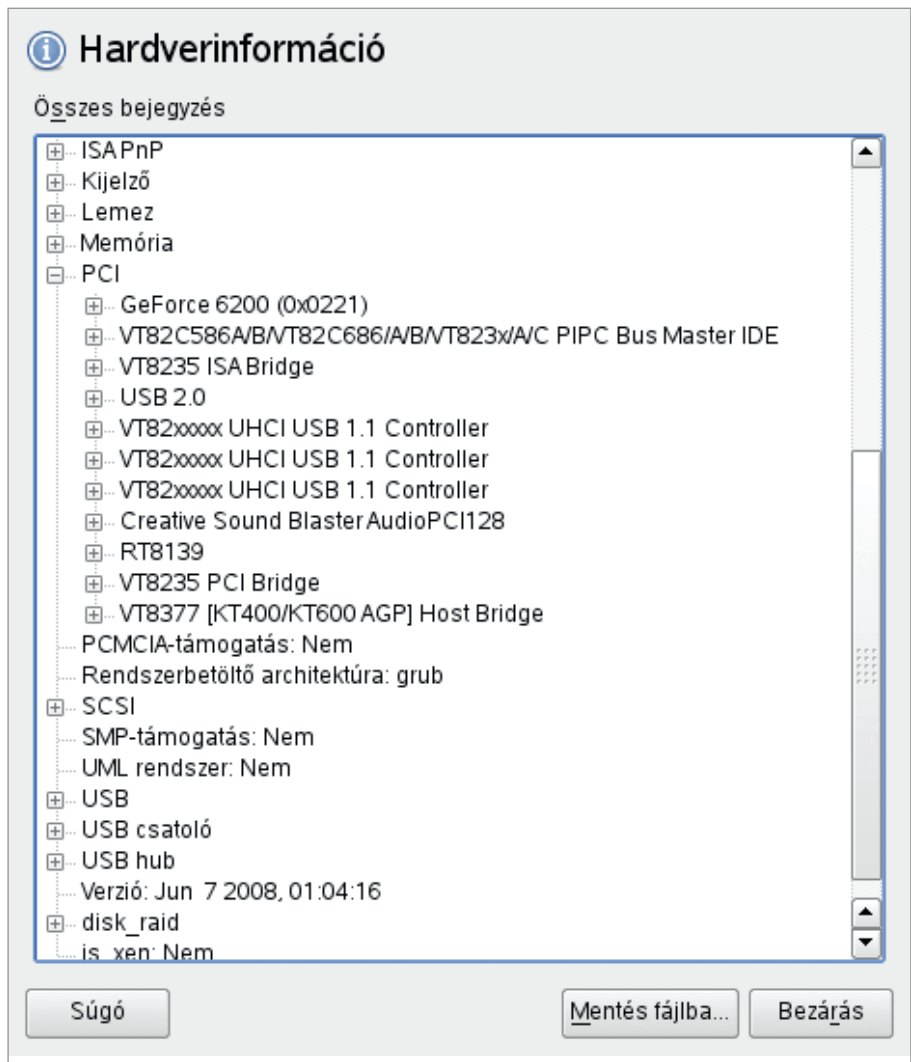 Hardverinformáció
Összes bejegyzés
ISAPnP
Kijelző
Lemez
Memória
PCI
GeForce 6200 (0x0221)
VT82C586A/B/VT82C686/A/B/VT823x/A/C PIPC Bus Master IDE
VT8235 ISA Bridge
USB 2.0
VT82xxxxx UHCI USB 1.1 Controller
VT82xxxxx UHCI USB 1.1 Controller
VT82xxxxx UHCI USB 1.1 Controller
Creative Sound Blaster AudioPCI128
RT8139
VT8235 PCI Bridge
VT8377 [KT400/KT600 AGP] Host Bridge
PCMCIA-támogatás: Nem
Rendszerbetöltő architektúra: grub
SCSI
SMP-támogatás: Nem
UML rendszer: Nem
USB
USB csatoló
USB hub
Verzió: Jun 7 2008, 01:04:16
disk_raid
is_xen: Nem
Súgó
Mentés fájlba...
Bezárás